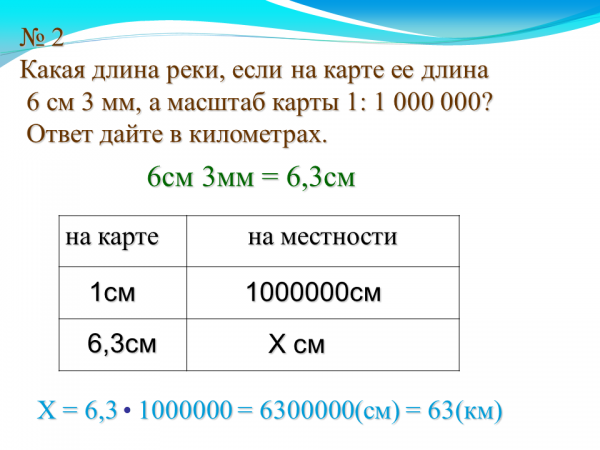 № 2
Какая длина реки, если на карте ее длина
6 см 3 мм, а масштаб карты 1: 1 000 000?
Ответ дайте в километрах.
6см 3мм = 6,3см
на карте на местности
1см 1000000см
6,3см Х см
Х = 6,3 • 1000000 = 6300000(см) = 63(км)